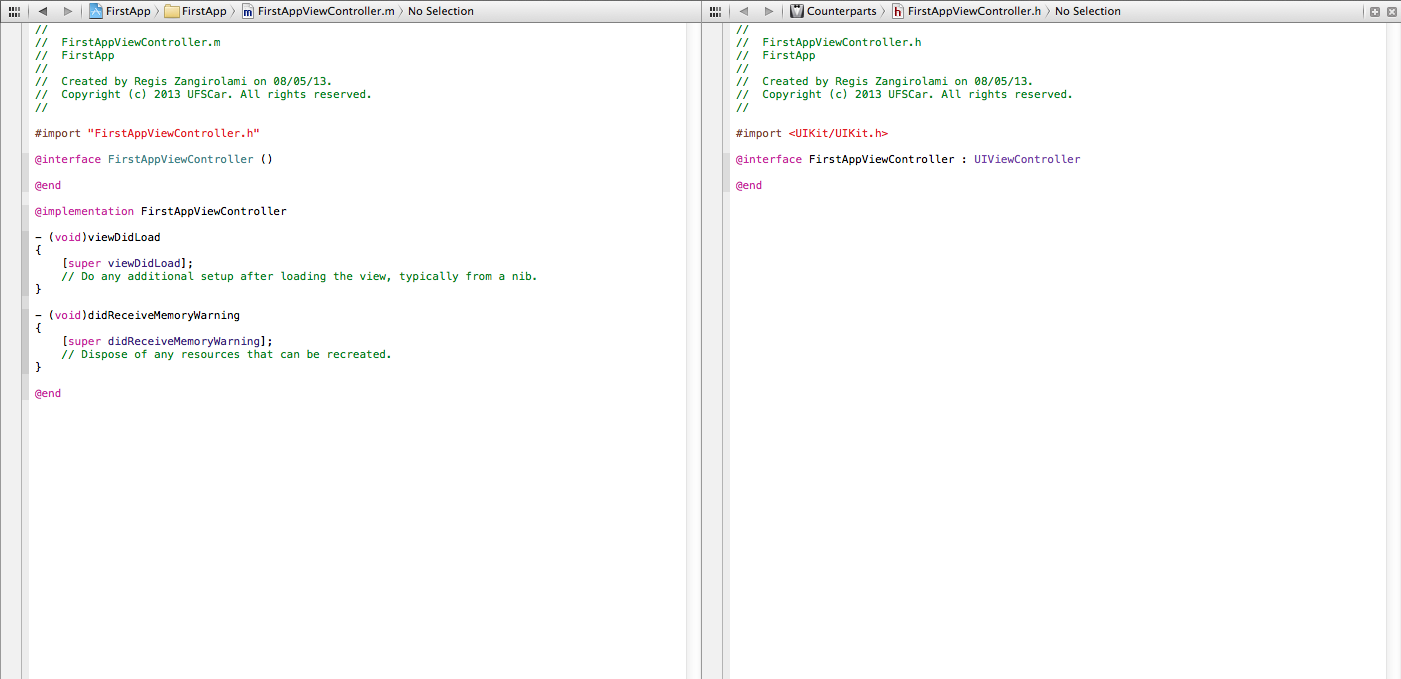 FirstApp FirstApp FirstAppViewController.m No Selection
//
//  FirstAppViewController.m
//  FirstApp
//
//  Created by Regis Zangirolami on 08/05/13.
//  Copyright (c) 2013 UFSCar. All rights reserved.
//
#import "FirstAppViewController.h"
@interface FirstAppViewController ()
@end
@implementation FirstAppViewController
- (void)viewDidLoad
{
    [super viewDidLoad];
    // Do any additional setup after loading the view, typically from a nib.
}
- (void)didReceiveMemoryWarning
{
    [super didReceiveMemoryWarning];
    // Dispose of any resources that can be recreated.
}
@end
Counterparts FirstAppViewController.h No Selection
//
//  FirstAppViewController.h
//  FirstApp
//
//  Created by Regis Zangirolami on 08/05/13.
//  Copyright (c) 2013 UFSCar. All rights reserved.
//
#import <UIKit/UIKit.h>
@interface FirstAppViewController : UIViewController
@end